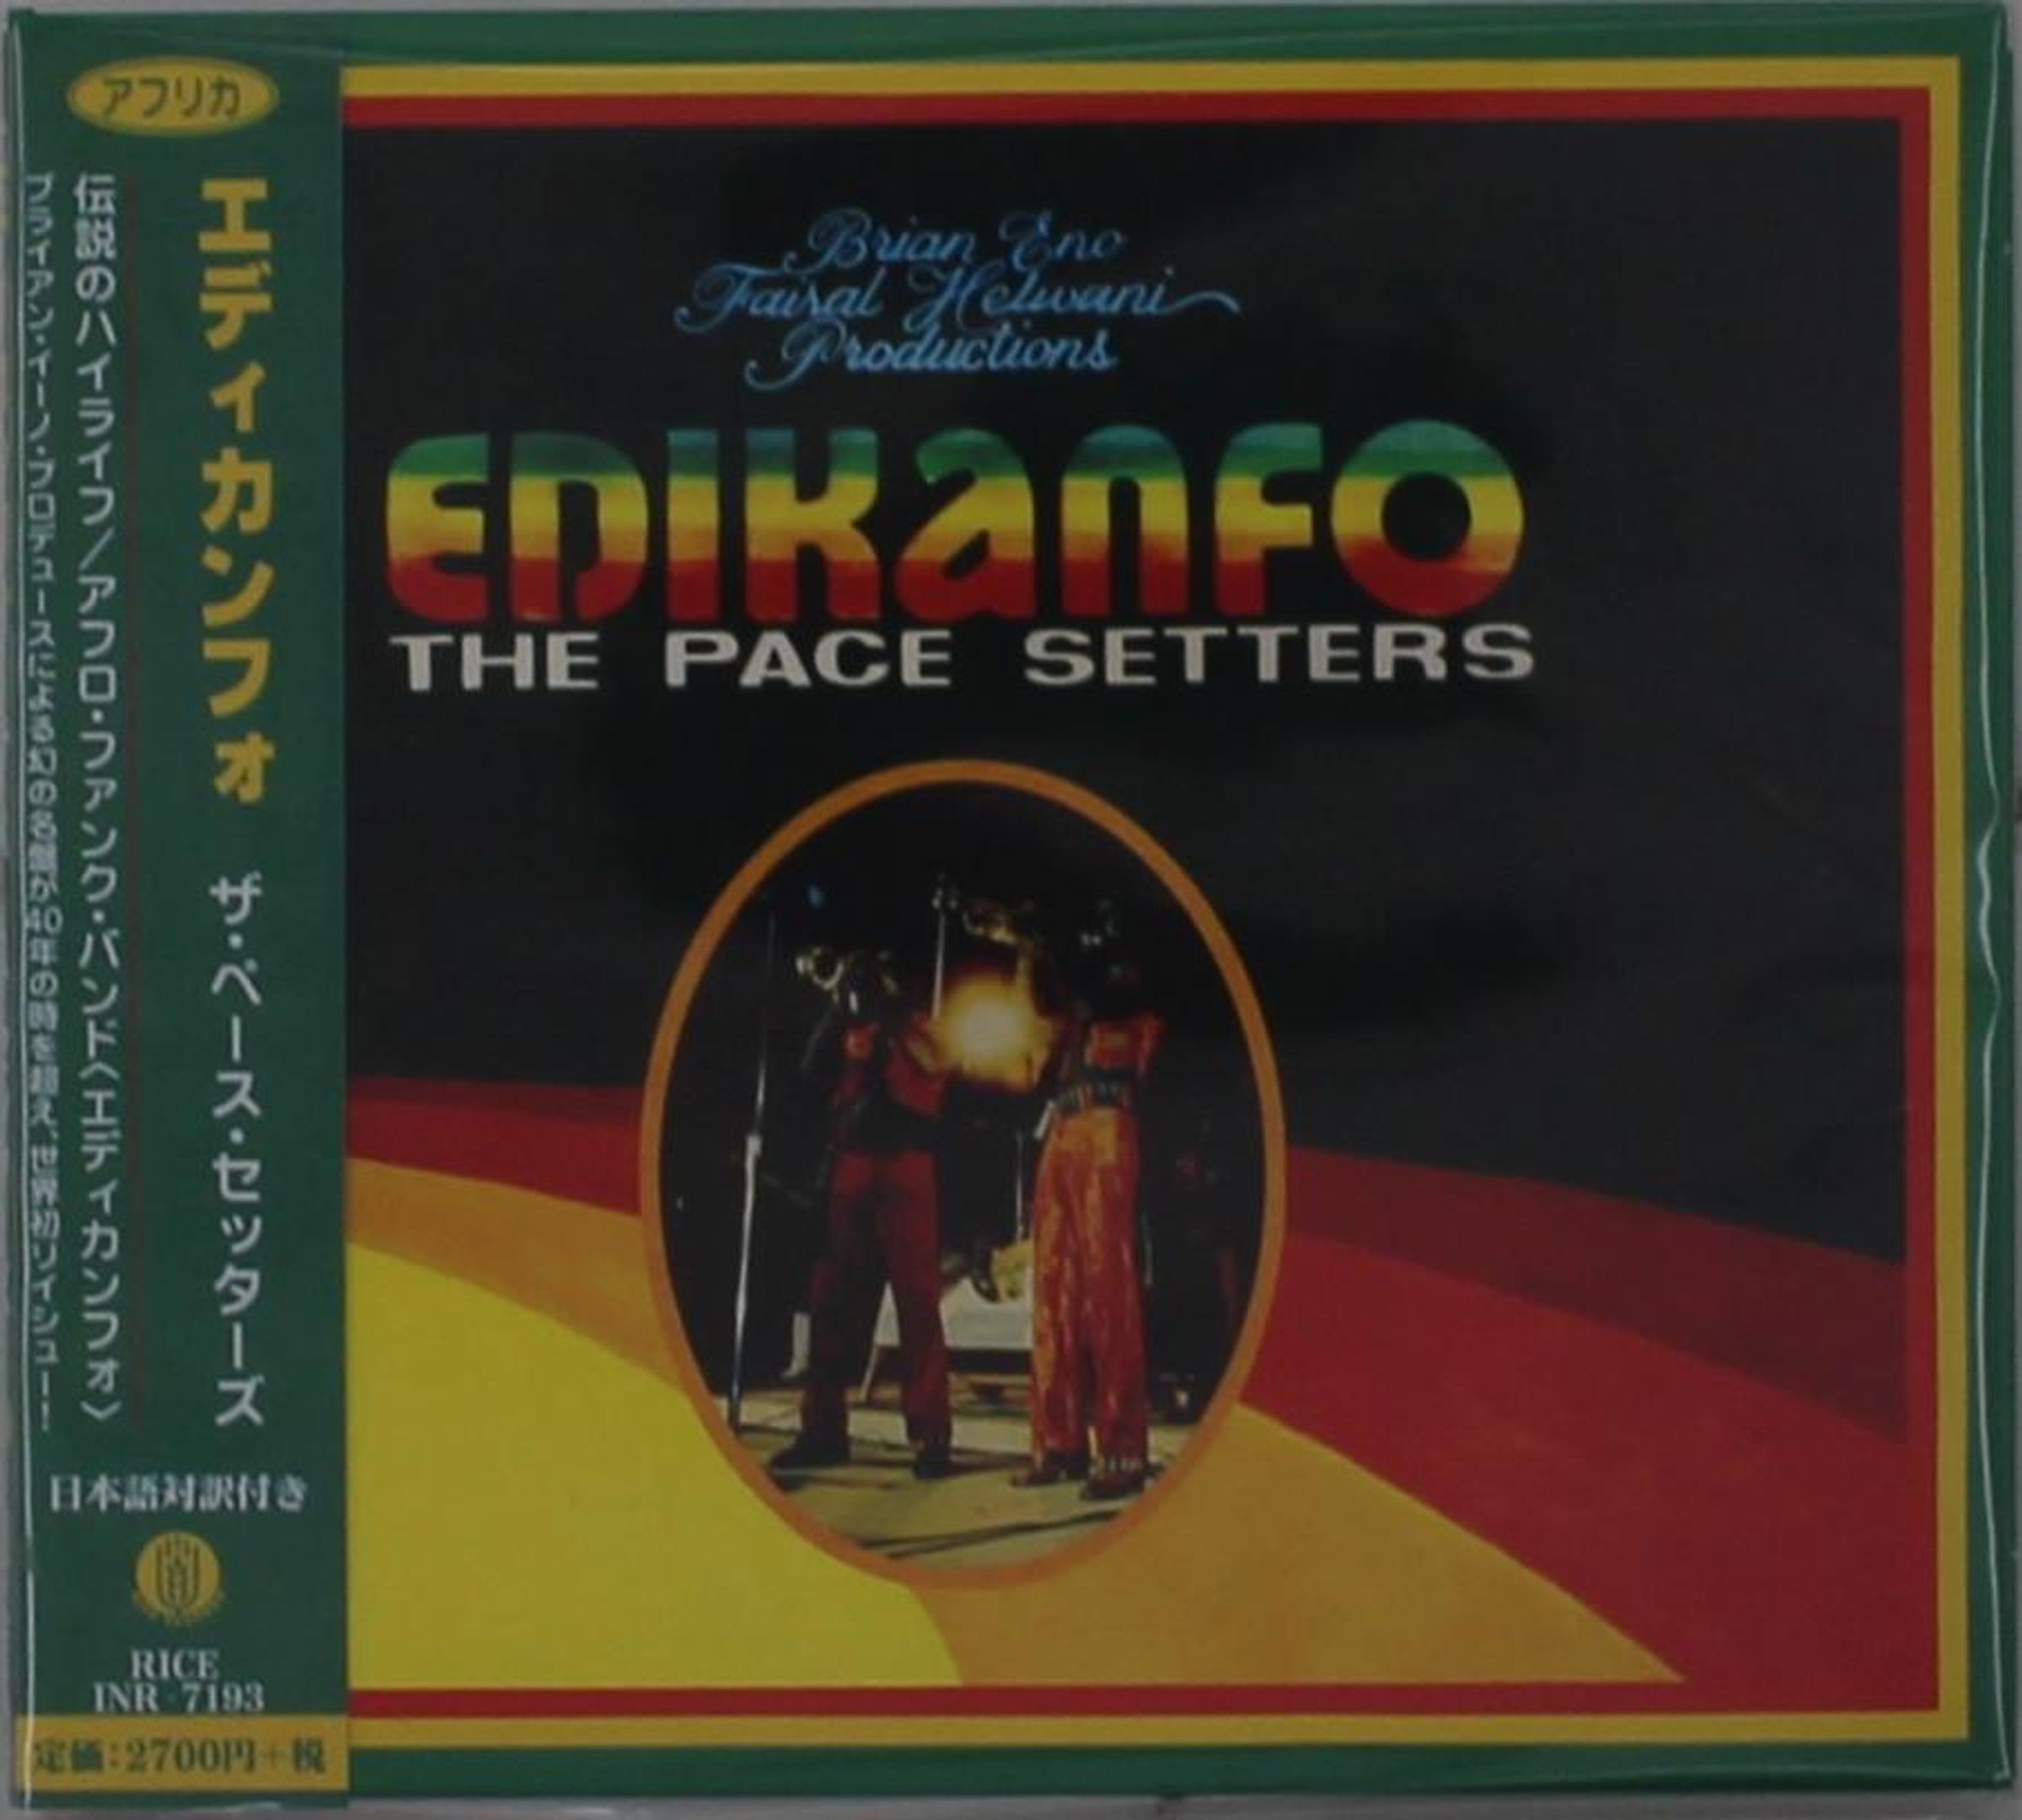 アフリカ
エディカンフォ ザ・ペース・セッターズ
伝説のハイライフ/アフロ・ファンク・バンド〈エディカンフォ〉
ブライアン・イーノ・プロデュースによる幻の名盤が40年の時を超え、世界初リイシュー!
日本語対訳付き
RICE
INR-7193
定価:2700円+税
Brian Eno
Faisal Helwani
Productions
EDIKANFO
THE PACE SETTERS